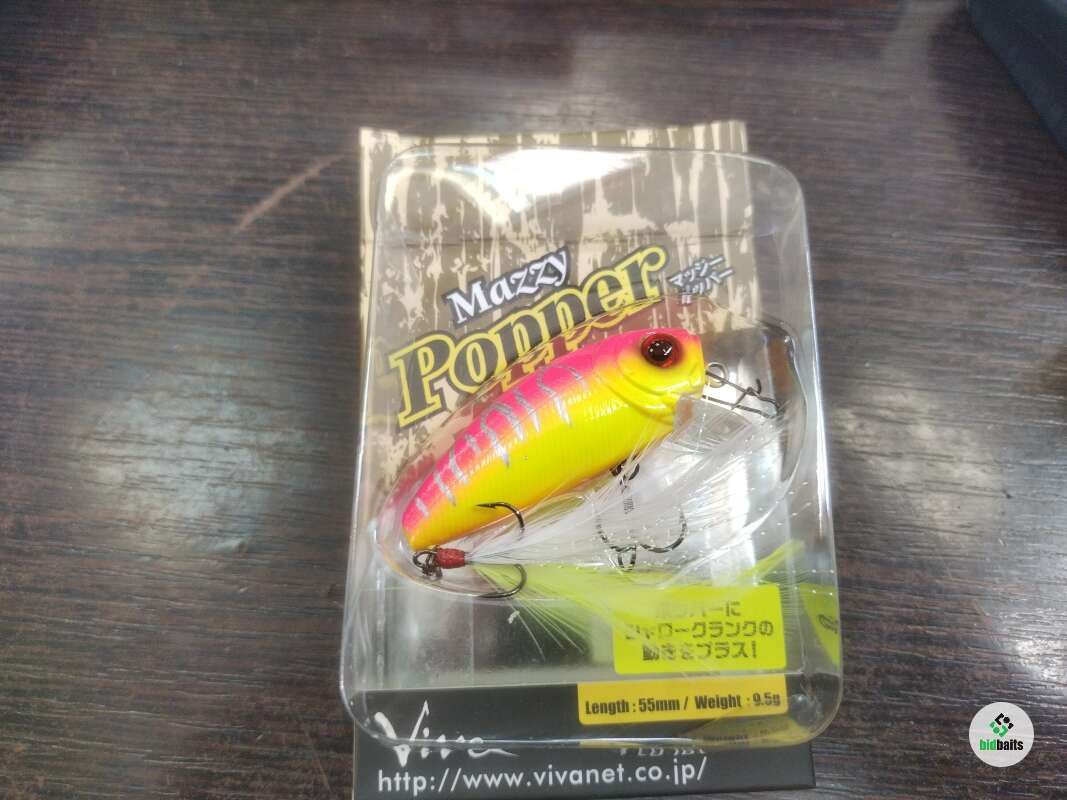 Mazzy
Popper
マッジー
ポッパー
ポッパーに
シャロークランクの
動きをプラス!
Length : 55mm / Weight : 9.5g
Viva
http://www.vivanet.co.jp/
bidbaits